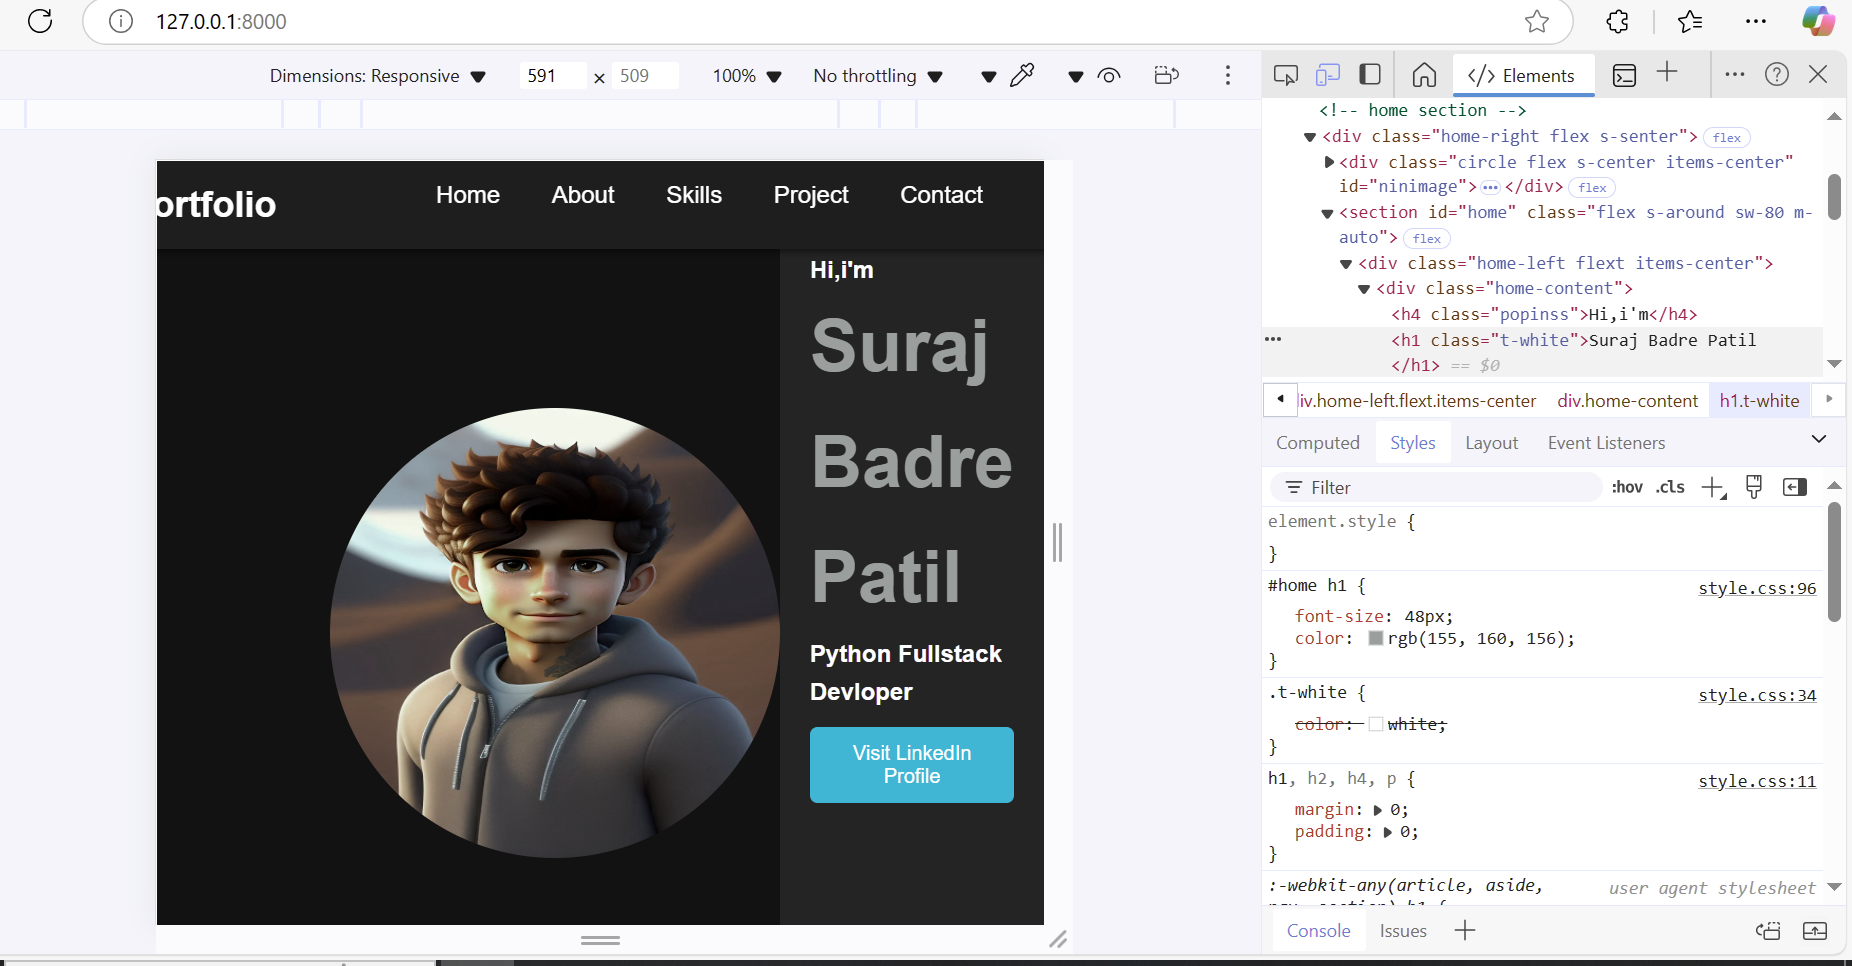 127.0.0.1:8000
Dimensions: Responsive 591 × 509 100% No throttling
Elements
ortfolio Home About Skills Project Contact
Hi,i'm
Suraj
Badre
Patil
Python Fullstack
Devloper
Visit LinkedIn
Profile
<!-- home section -->
<div class="home-right flex s-senter"> flex
<div class="circle flex s-center items-center"
id="ninimage"> ••• </div> flex
<section id="home" class="flex s-around sw-80 m-
auto"> flex
<div class="home-left flext items-center">
<div class="home-content">
<h4 class="popinss">Hi,i'm</h4>
<h1 class="t-white">Suraj Badre Patil
</h1> == $0
iv.home-left.flext.items-center div.home-content h1.t-white
Computed Styles Layout Event Listeners
Filter :hov .cls
element.style {
}
#home h1 { style.css:96
font-size: 48px;
color: rgb(155, 160, 156);
}
.t-white { style.css:34
color: white;
}
h1, h2, h4, p { style.css:11
margin: 0;
padding: 0;
}
:-webkit-any(article, aside, user agent stylesheet
Console Issues